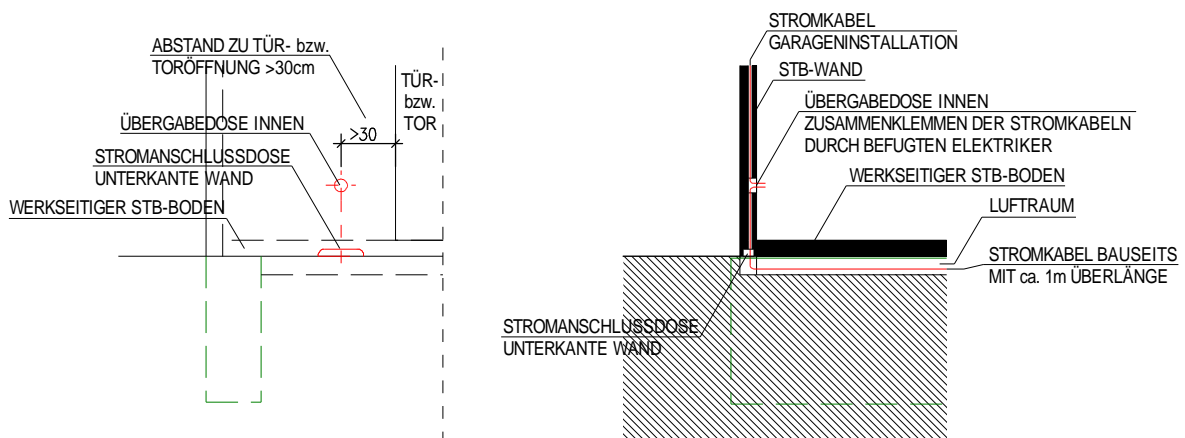 ABSTAND ZU TÜR- bzw.
TORÖFFNUNG >30cm
TÜR-
bzw.
TOR
ÜBERGABEDOSE INNEN
>30
STROMANSCHLUSSDOSE
UNTERKANTE WAND
WERKSEITIGER STB-BODEN
STROMKABEL
GARAGENINSTALLATION
STB-WAND
ÜBERGABEDOSE INNEN
ZUSAMMENKLEMMEN DER STROMKABELN
DURCH BEFUGTEN ELEKTRIKER
WERKSEITIGER STB-BODEN
LUFTRAUM
STROMKABEL BAUSEITS
MIT ca. 1m ÜBERLÄNGE
STROMANSCHLUSSDOSE
UNTERKANTE WAND